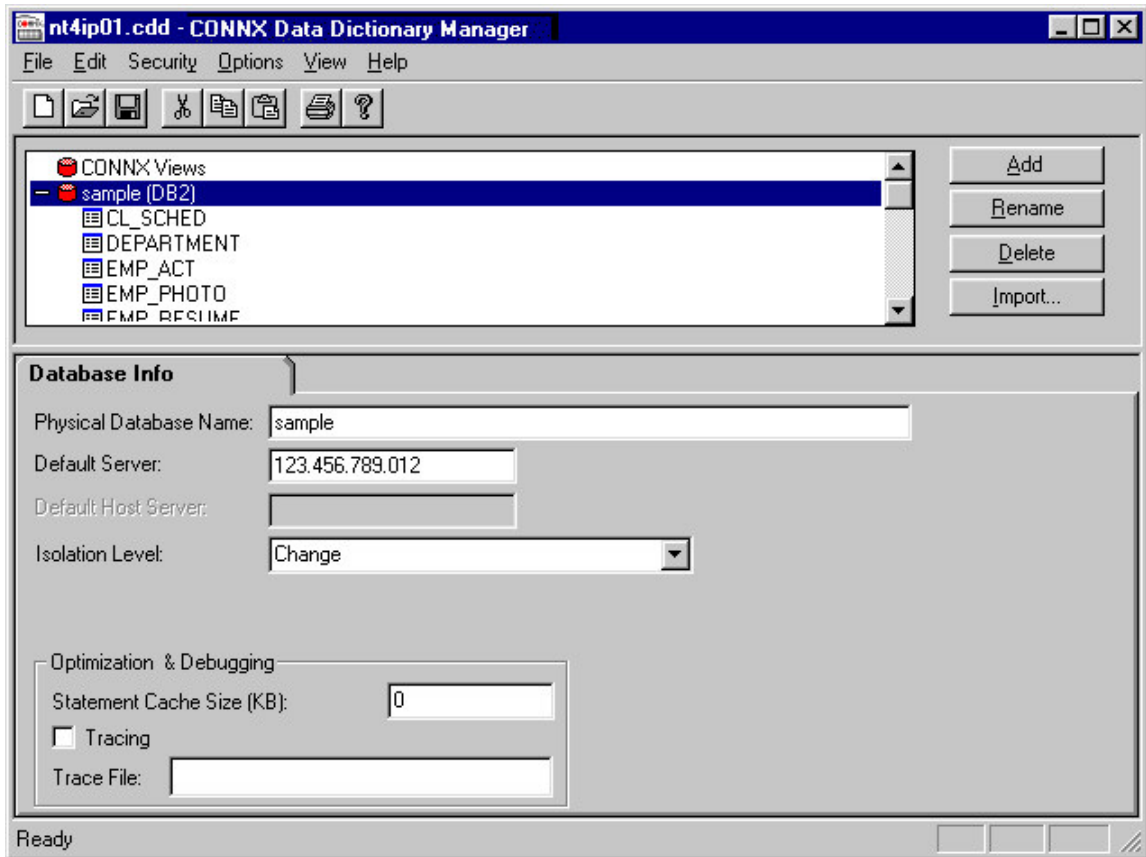 nt4ip01.cdd - CONNX Data Dictionary Manager
File Edit Security Options View Help
CONNX Views
sample (DB2)
CL_SCHED
DEPARTMENT
EMP_ACT
EMP_PHOTO
EMP_RESUME
Add
Rename
Delete
Import...
Database Info
Physical Database Name: sample
Default Server: 123.456.789.012
Default Host Server:
Isolation Level: Change
Optimization & Debugging
Statement Cache Size (KB): 0
Tracing
Trace File:
Ready